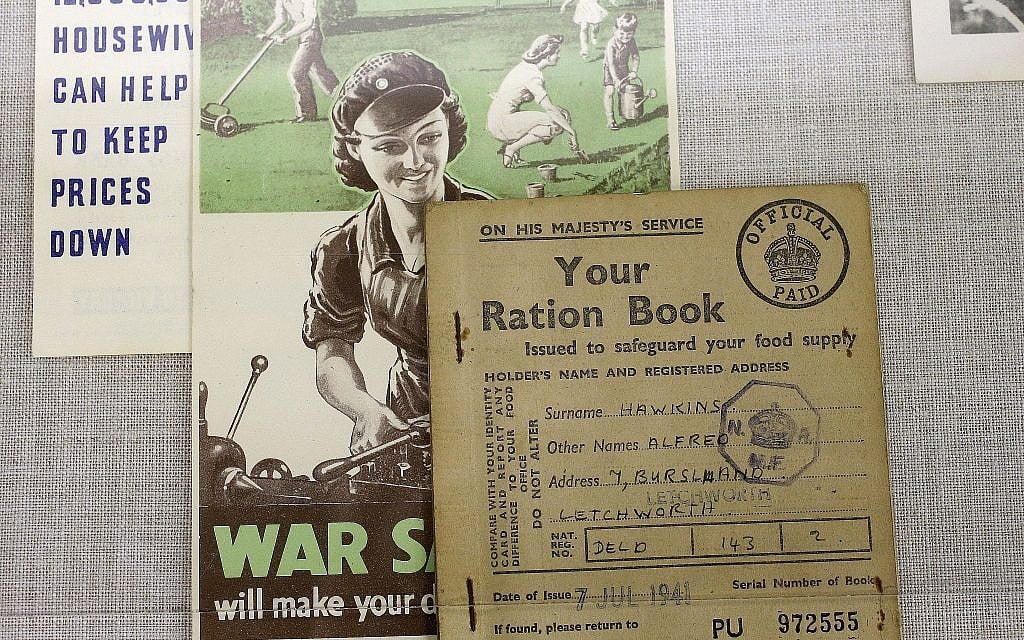 HOUSEWIV
CAN HELP
TO KEEP
PRICES
DOWN
WAR SA
will make your d
ON HIS MAJESTY'S SERVICE
OFFICIAL
PAID
Your
Ration Book
Issued to safeguard your food supply
HOLDER'S NAME AND REGISTERED ADDRESS
COMPARE WITH YOUR IDENTITY
CARD AND REPORT ANY
DIFFERENCE TO YOUR FOOD
OFFICE
DO NOT ALTER
Surname HAWKINS
Other Names ALFRED
N. R.
N.F.
Address 7, BURSLAND
LETCHWORTH
LETCHWORTH
NAT.
REG.
NO.
DELD 143 2
Date of Issue 7 JUL 1941 Serial Number of Book
If found, please return to PU 972555